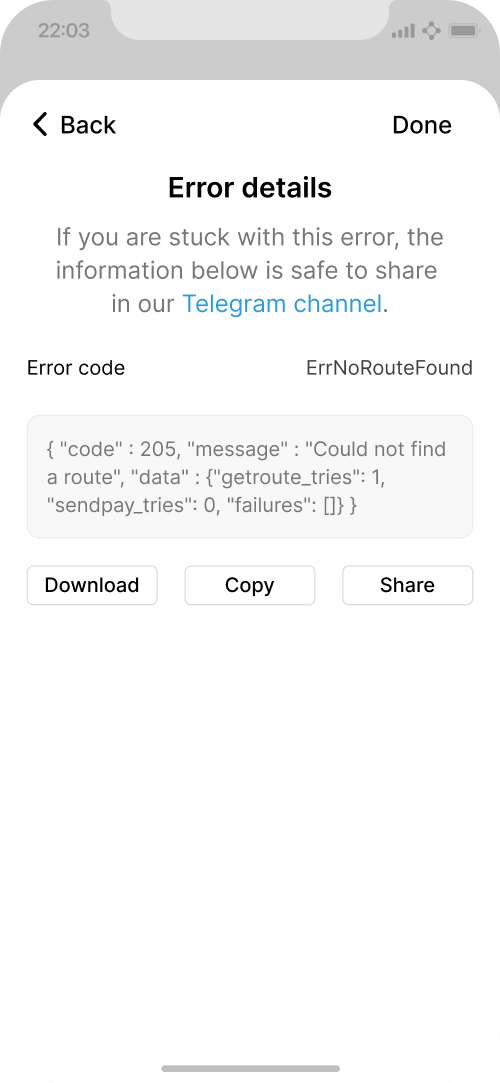 22:03
Back
Done
Error details
If you are stuck with this error, the
information below is safe to share
in our Telegram channel.
Error code
ErrNoRouteFound
{ "code" : 205, "message" : "Could not find
a route", "data" : {"getroute_tries": 1,
"sendpay_tries": 0, "failures": []} }
Download
Copy
Share